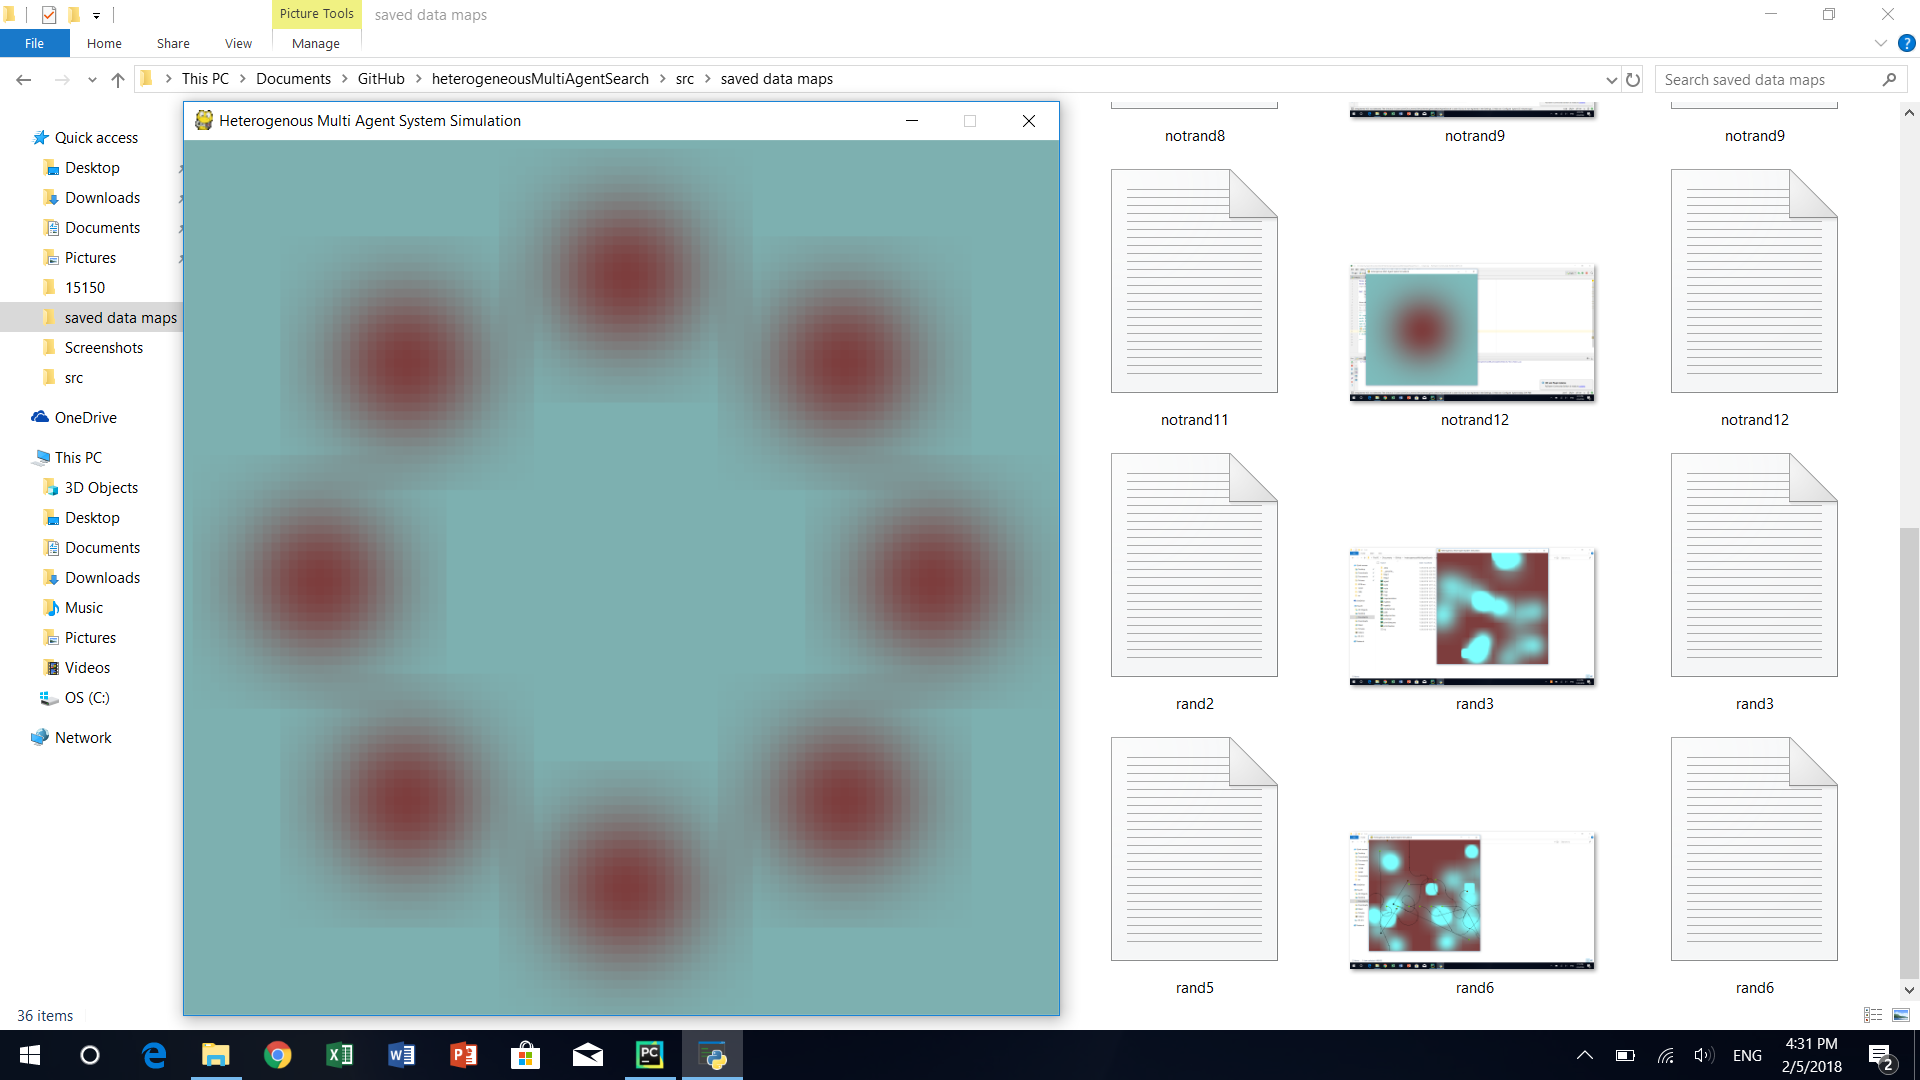 Picture Tools
saved data maps
File
Home
Share
View
Manage
This PC
Documents
GitHub
heterogeneousMultiAgentSearch
src
saved data maps
Search saved data maps
Quick access
Desktop
Downloads
Documents
Pictures
15150
saved data maps
Screenshots
src
OneDrive
This PC
3D Objects
Desktop
Documents
Downloads
Music
Pictures
Videos
OS (C:)
Network
Heterogenous Multi Agent System Simulation
notrand8
notrand9
notrand9
notrand11
notrand12
notrand12
rand2
rand3
rand3
rand5
rand6
rand6
36 items
ENG
4:31 PM
2/5/2018
2